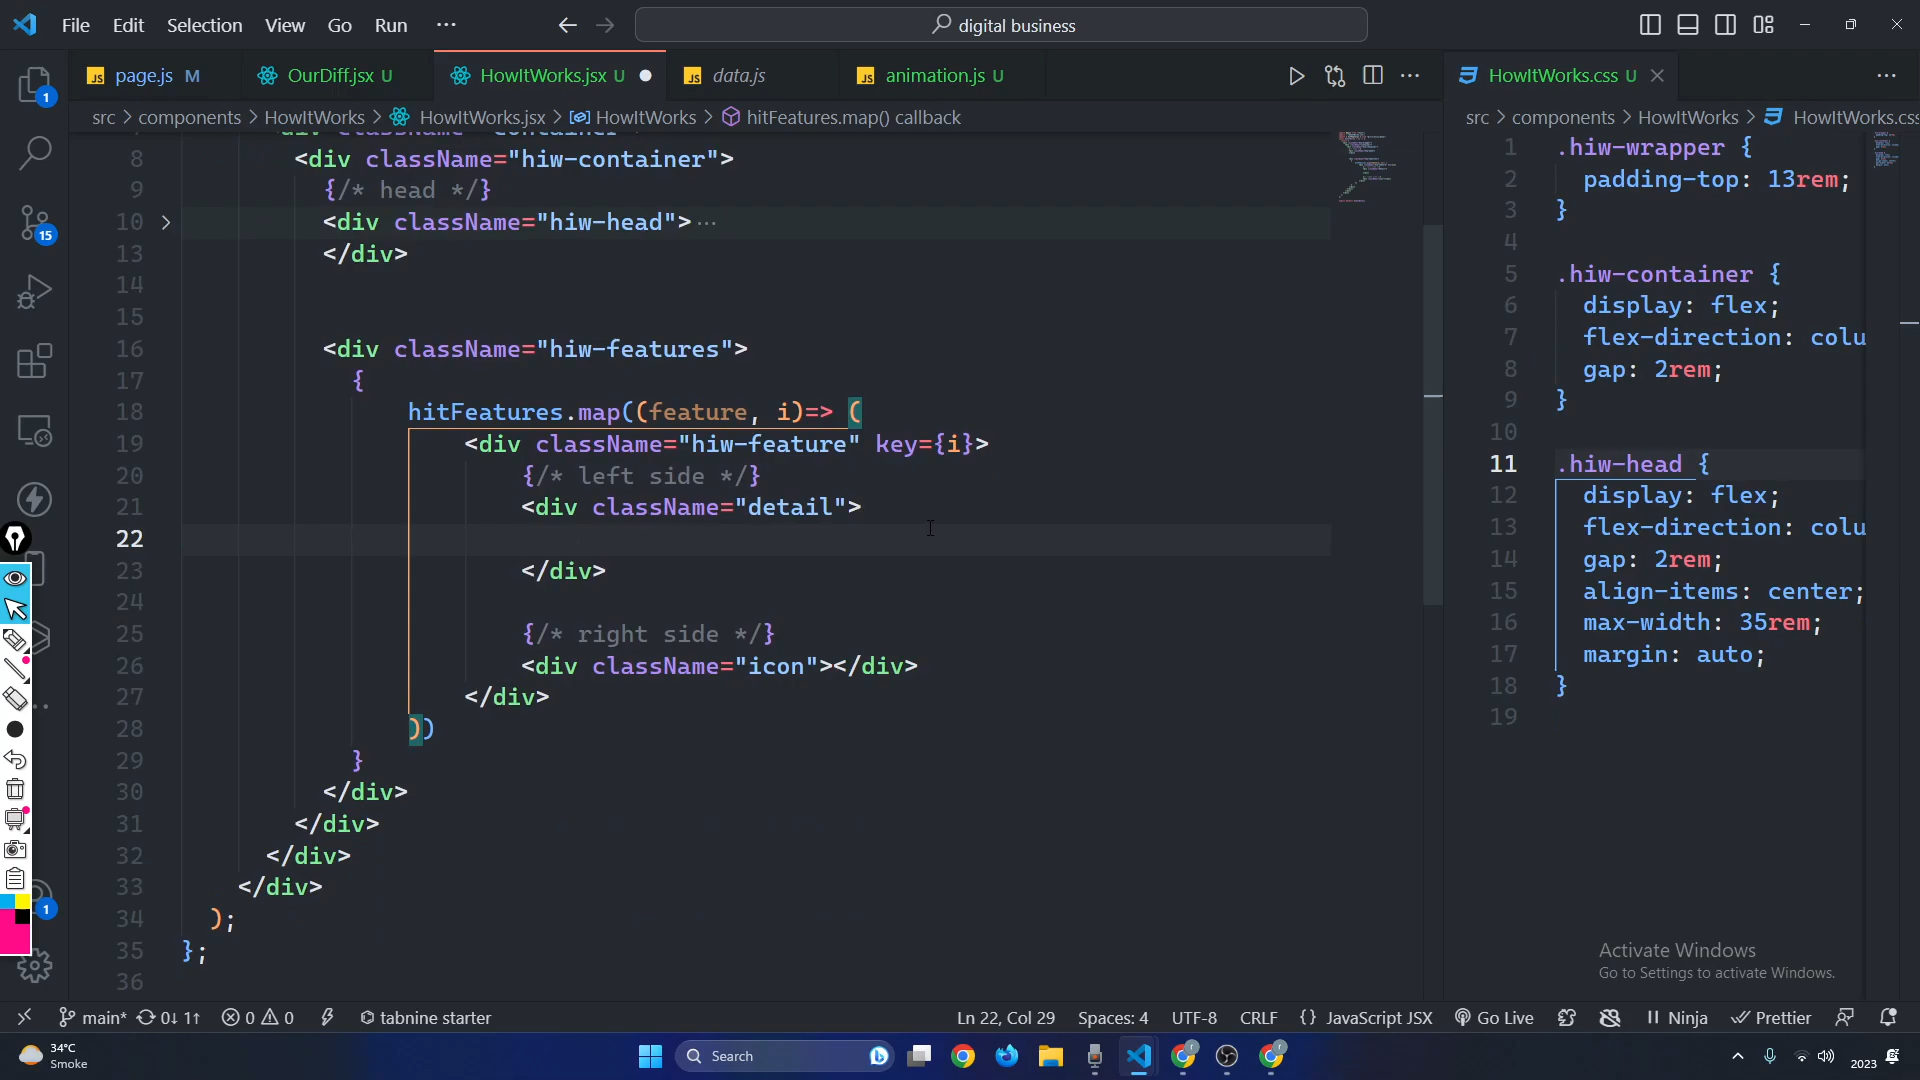 File Edit Selection View Go Run ···
digital business
page.js M
OurDiff.jsx U
HowItWorks.jsx U
data.js
animation.js U
HowItWorks.css U
src > components > HowItWorks > HowItWorks.jsx > HowItWorks > hitFeatures.map() callback
src > components > HowItWorks > HowItWorks.css
<div className="container">
8 <div className="hiw-container">
9 {/* head */}
10 <div className="hiw-head">···
13 </div>
14
15
16 <div className="hiw-features">
17 {
18 hitFeatures.map((feature, i)=> (
19 <div className="hiw-feature" key={i}>
20 {/* left side */}
21 <div className="detail">
22
23 </div>
24
25 {/* right side */}
26 <div className="icon"></div>
27 </div>
28 ))
29 }
30 </div>
31 </div>
32 </div>
33 </div>
34 );
35 };
36
1 .hiw-wrapper {
2 padding-top: 13rem;
3 }
4
5 .hiw-container {
6 display: flex;
7 flex-direction: colu
8 gap: 2rem;
9 }
10
11 .hiw-head {
12 display: flex;
13 flex-direction: colu
14 gap: 2rem;
15 align-items: center;
16 max-width: 35rem;
17 margin: auto;
18 }
19
1
15
1
Activate Windows
Go to Settings to activate Windows.
main* 0↓ 1↑ 0 0 tabnine starter
Ln 22, Col 29 Spaces: 4 UTF-8 CRLF {} JavaScript JSX Go Live Ninja Prettier
34°C
Smoke
Search
2023